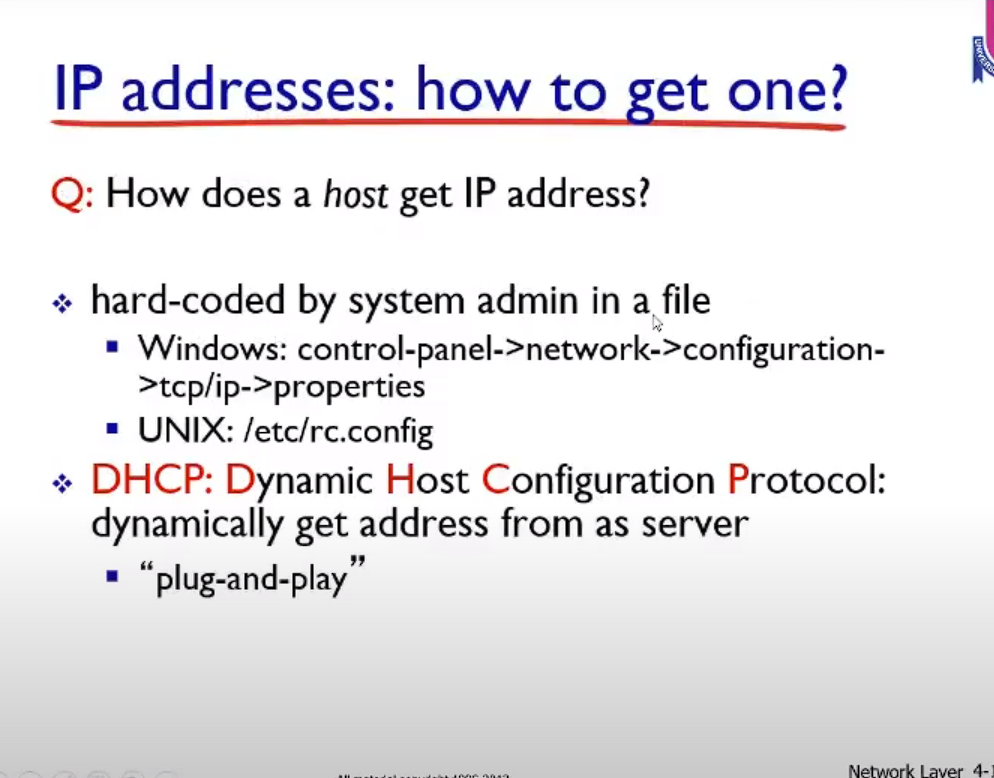 IP addresses: how to get one?
Q: How does a host get IP address?
❖ hard-coded by system admin in a file
▪ Windows: control-panel->network->configuration-
>tcp/ip->properties
▪ UNIX: /etc/rc.config
❖ DHCP: Dynamic Host Configuration Protocol:
dynamically get address from as server
▪ “plug-and-play”
Network Layer 4-